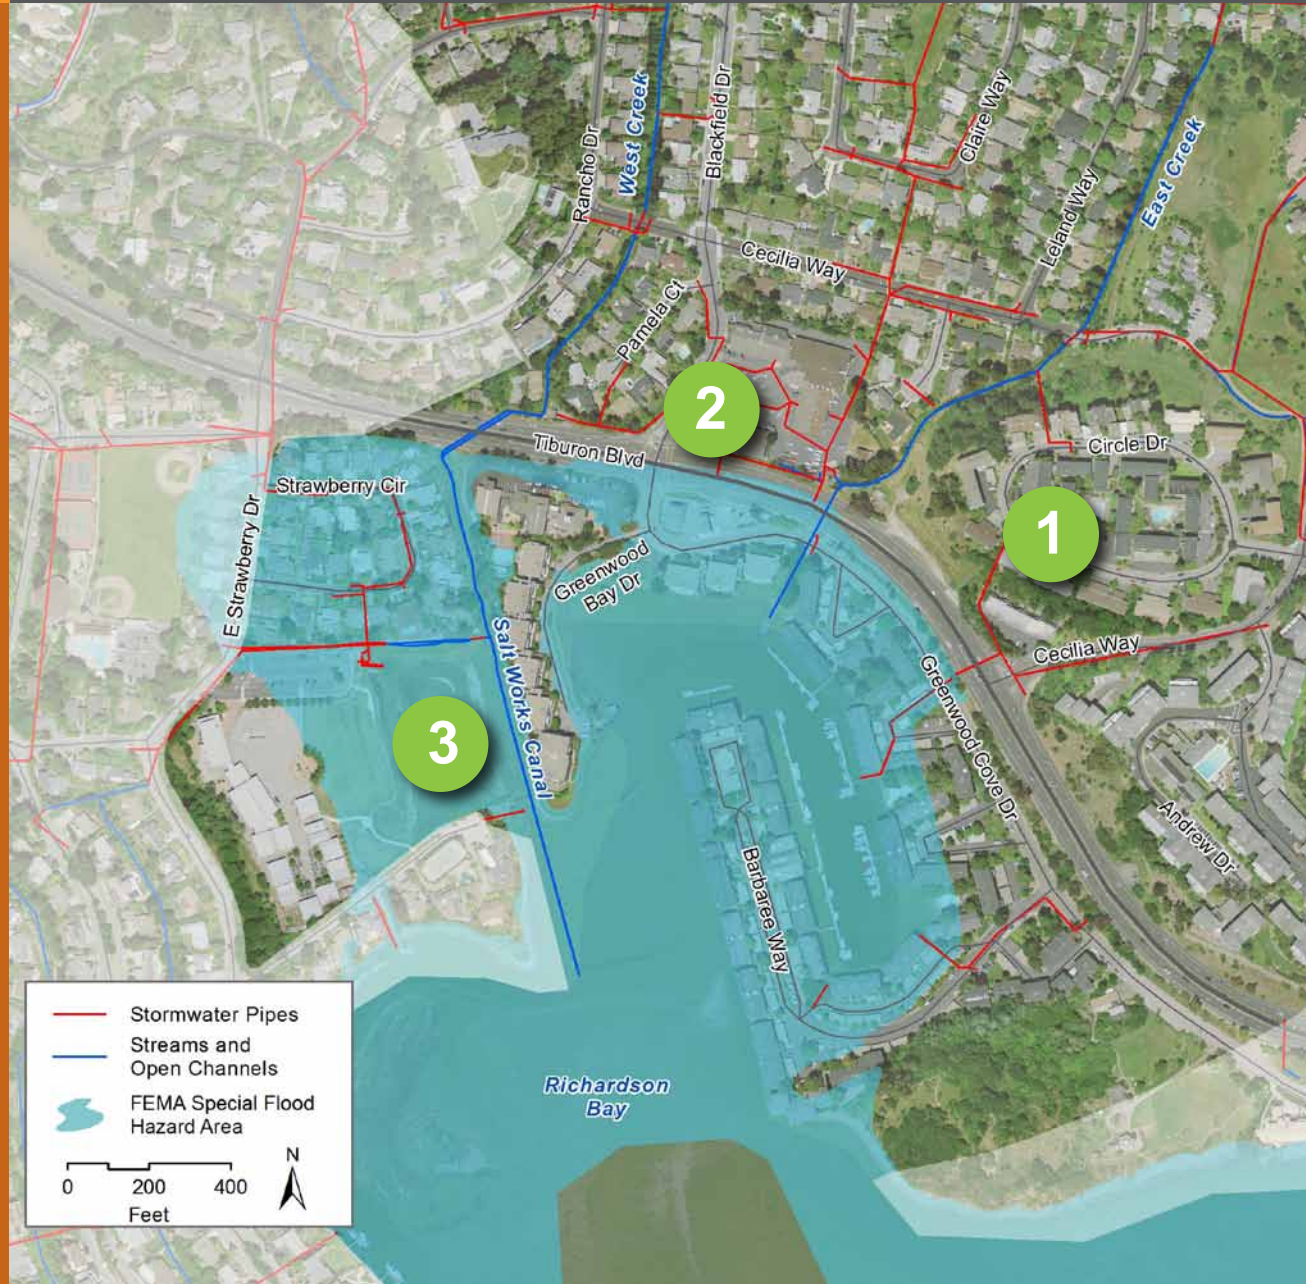 Blackfield Dr
West Creek
Claire Way
Rancho Dr
East Creek
Leland Way
Cecilia Way
Pamela Ct
2
Tiburon Blvd
Circle Dr
Strawberry Cir
1
E Strawberry Dr
Greenwood
Bay Dr
Cecilia Way
Salt Works Canal
Greenwood Cove Dr
3
Andrew Dr
Barbaree Way
Stormwater Pipes
Streams and
Open Channels
FEMA Special Flood
Hazard Area
N
0 200 400
Feet
Richardson
Bay